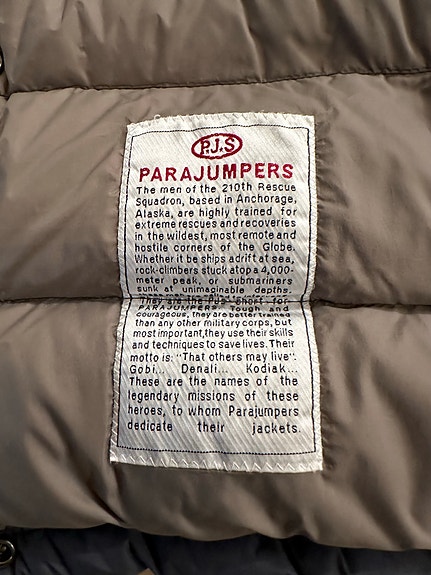 P.J.S
PARAJUMPERS
The men of the 210th Rescue
Squadron, based in Anchorage,
Alaska, are highly trained for
extreme rescues and recoveries
in the wildest, most remote and
hostile corners of the Globe.
Whether it be ships adrift at sea,
rock-climbers stuck atop a 4,000-
meter peak, or submariners
sunk at unimaginable depths.
They are the
PARAJUMPERS Tough and
courageous, they are better trained
than any other military corps, but
most important,they use their skills
and techniques to save lives. Their
motto is: "That others may live".
Gobi... Denali... Kodiak...
These are the names of the
legendary missions of these
heroes, to whom Parajumpers
dedicate their jackets.